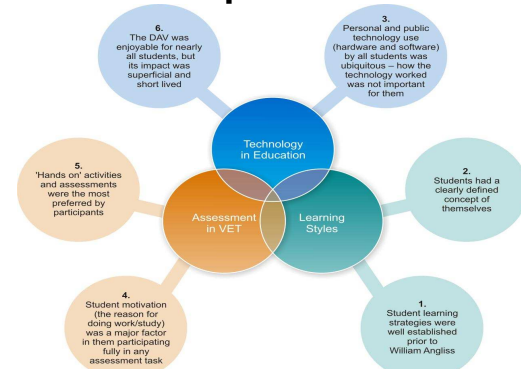 6.
The DAV was
enjoyable for nearly
all students, but
its impact was
superficial and
short lived
3.
Personal and public
technology use
(hardware and software)
by all students was
ubiquitous – how the
technology worked
was not important
for them
Technology
in Education
5.
'Hands on' activities
and assessments
were the most
preferred by
participants
2.
Students had a
clearly defined
concept of
themselves
Assessment
in VET
Learning
Styles
4.
Student motivation
(the reason for
doing work/study)
was a major factor
in them participating
fully in any
assessment task
1.
Student learning
strategies were
well established
prior to
William Angliss